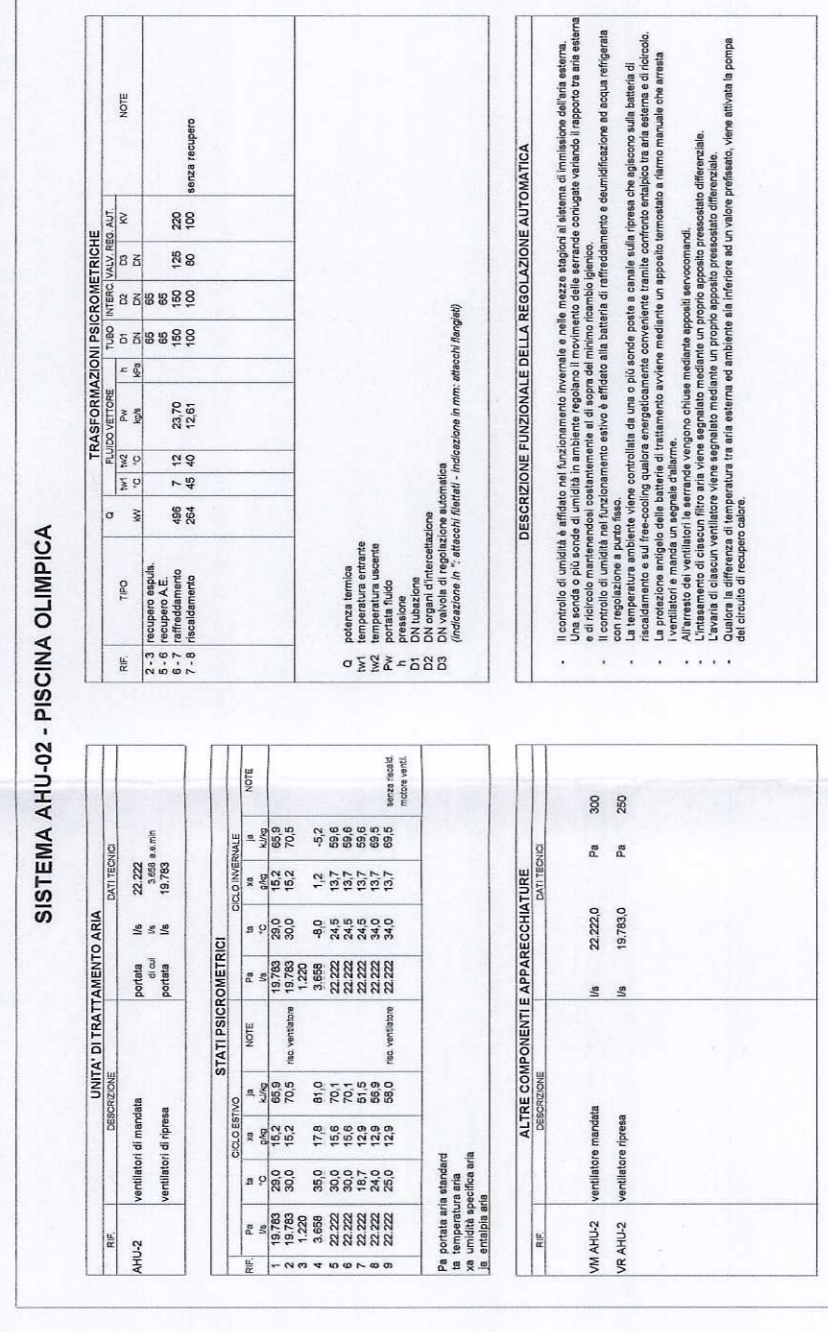 SISTEMA AHU-02 - PISCINA OLIMPICA
UNITA' DI TRATTAMENTO ARIA
RIF. DESCRIZIONE DATI TECNICI
AHU-2 ventilatori di mandata portata l/s 22.222
di cui l/s 3.658 a.e.min
ventilatori di ripresa portata l/s 19.783
STATI PSICROMETRICI
CICLO ESTIVO CICLO INVERNALE
RIF. Pa ta xa ja NOTE Pa ta xa ja NOTE
l/s °C g/kg kJ/kg l/s °C g/kg kJ/kg
1 19.783 29,0 15,2 65,9 19.783 29,0 15,2 65,9
2 19.783 30,0 15,2 70,5 risc. ventilatore 19.783 30,0 15,2 70,5
3 1.220 1.220
4 3.658 35,0 17,8 81,0 3.658 -8,0 1,2 -5,2
5 22.222 30,0 15,6 70,1 22.222 24,5 13,7 59,6
6 22.222 30,0 15,6 70,1 22.222 24,5 13,7 59,6
7 22.222 18,7 12,9 51,5 22.222 24,5 13,7 59,6
8 22.222 24,0 12,9 56,9 22.222 34,0 13,7 69,5
9 22.222 25,0 12,9 58,0 risc. ventilatore 22.222 34,0 13,7 69,5 senza riscald.
motore ventil.
Pa portata aria standard
ta temperatura aria
xa umidità specifica aria
ja entalpia aria
ALTRE COMPONENTI E APPARECCHIATURE
RIF. DESCRIZIONE DATI TECNICI
VM AHU-2 ventilatore mandata l/s 22.222,0 Pa 300
VR AHU-2 ventilatore ripresa l/s 19.783,0 Pa 250
TRASFORMAZIONI PSICROMETRICHE
RIF. TIPO Q FLUIDO VETTORE TUBO INTERC. VALV. REG. AUT. NOTE
tw1 tw2 Pw h D1 D2 D3 KV
kW °C °C kg/s kPa DN DN DN
2 - 3 recupero espuls. 65 65
5 - 6 recupero A.E. 65 65
6 - 7 raffreddamento 496 7 12 23,70 150 150 125 220
7 - 8 riscaldamento 264 45 40 12,61 100 100 80 100 senza recupero
Q potenza termica
tw1 temperatura entrante
tw2 temperatura uscente
Pw portata fluido
h pressione
D1 DN tubazione
D2 DN organi d'intercettazione
D3 DN valvola di regolazione automatica
(indicazione in ": attacchi filettati - indicazione in mm: attacchi flangiati)
DESCRIZIONE FUNZIONALE DELLA REGOLAZIONE AUTOMATICA
- Il controllo di umidità è affidato nel funzionamento invernale e nelle mezze stagioni al sistema di immissione dell'aria esterna.
Una sonda o più sonde di umidità in ambiente regolano il movimento delle serrande coniugate variando il rapporto tra aria esterna
e di ricircolo mantenendosi costantemente al di sopra del minimo ricambio igienico.
- Il controllo di umidità nel funzionamento estivo è affidato alla batteria di raffreddamento e deumidificazione ad acqua refrigerata
con regolazione a punto fisso.
- La temperatura ambiente viene controllata da una o più sonde poste a canale sulla ripresa che agiscono sulla batteria di
riscaldamento e sul free-cooling qualora energeticamente conveniente tramite confronto entalpico tra aria esterna e di ricircolo.
- La protezione antigelo delle batterie di trattamento avviene mediante un apposito termostato a riarmo manuale che arresta
i ventilatori e manda un segnale d'allarme.
- All'arresto dei ventilatori le serrande vengono chiuse mediante appositi servocomandi.
- L'intasamento di ciascun filtro aria viene segnalato mediante un proprio apposito pressostato differenziale.
- L'avaria di ciascun ventilatore viene segnalato mediante un proprio apposito pressostato differenziale.
- Qualora la differenza di temperatura tra aria esterna ed ambiente sia inferiore ad un valore prefissato, viene attivata la pompa
del circuito di recupero calore.